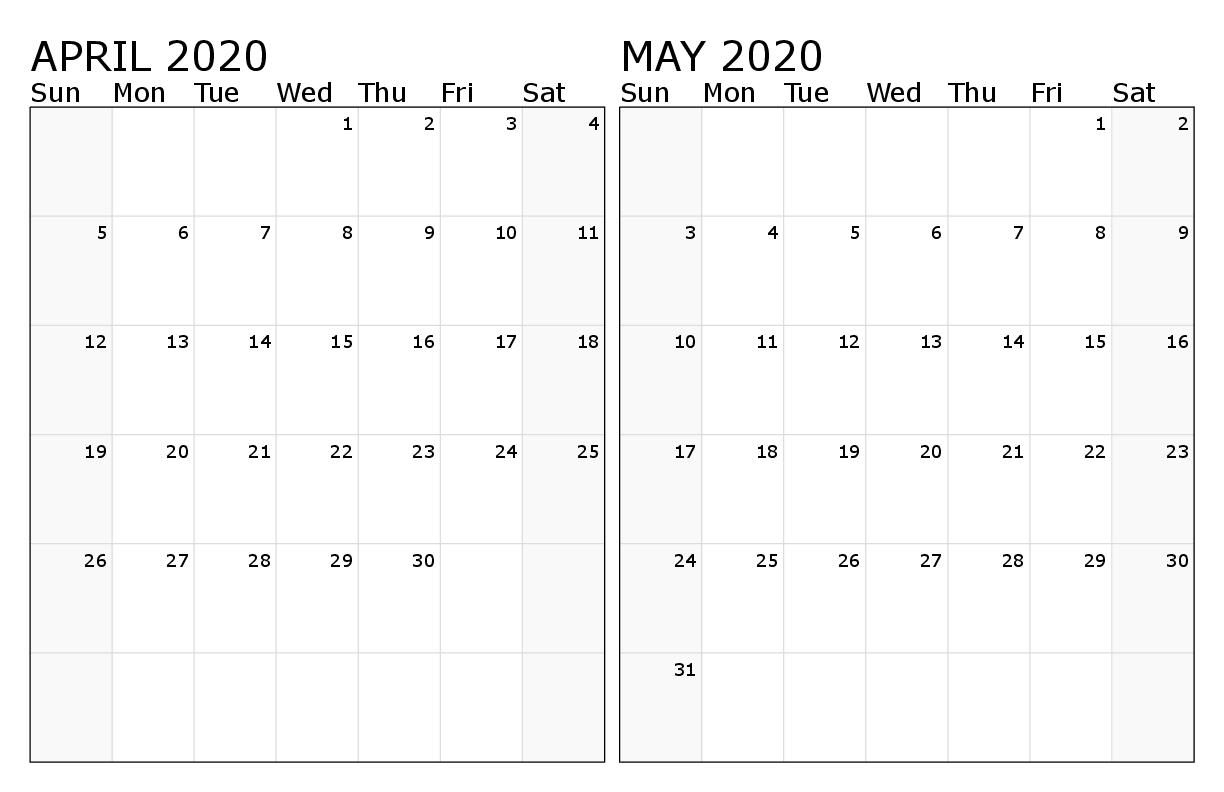 APRIL 2020
Sun Mon Tue Wed Thu Fri Sat
1 2 3 4
5 6 7 8 9 10 11
12 13 14 15 16 17 18
19 20 21 22 23 24 25
26 27 28 29 30
MAY 2020
Sun Mon Tue Wed Thu Fri Sat
1 2
3 4 5 6 7 8 9
10 11 12 13 14 15 16
17 18 19 20 21 22 23
24 25 26 27 28 29 30
31